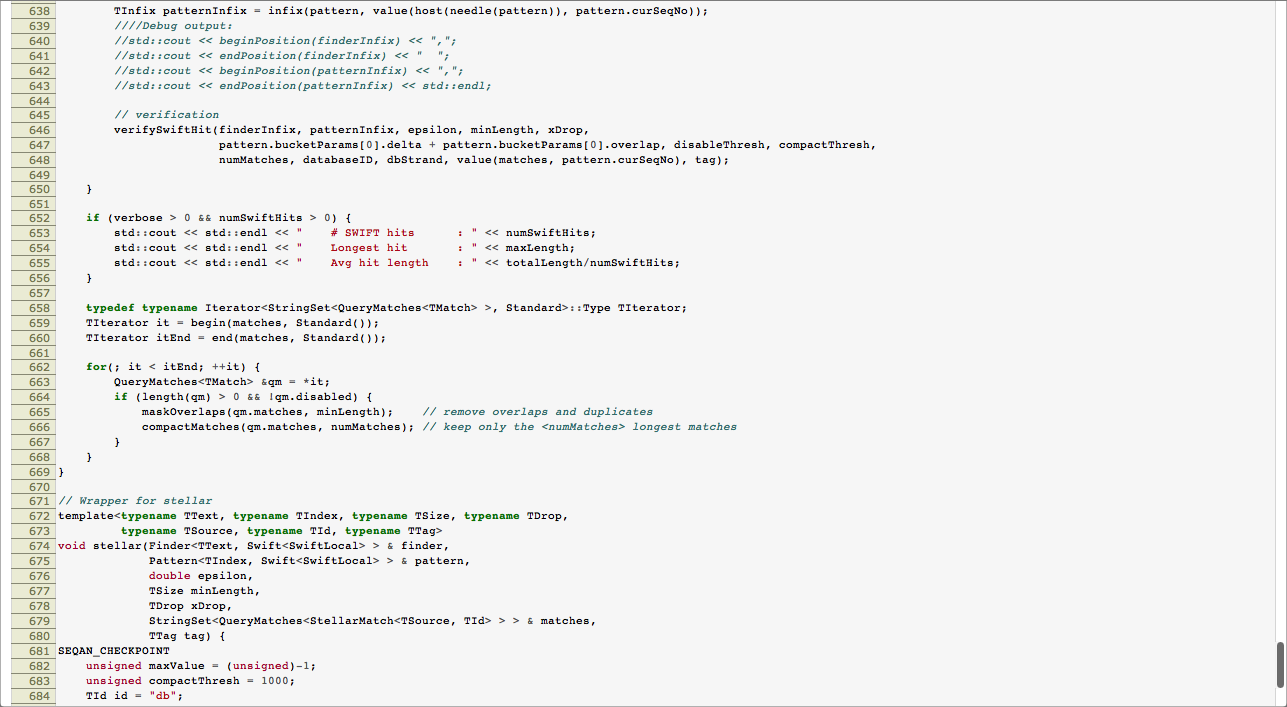 638         TInfix patternInfix = infix(pattern, value(host(needle(pattern)), pattern.curSeqNo));
639         ////Debug output:
640         //std::cout << beginPosition(finderInfix) << ",";
641         //std::cout << endPosition(finderInfix) << "  ";
642         //std::cout << beginPosition(patternInfix) << ",";
643         //std::cout << endPosition(patternInfix) << std::endl;
644
645         // verification
646         verifySwiftHit(finderInfix, patternInfix, epsilon, minLength, xDrop,
647                        pattern.bucketParams[0].delta + pattern.bucketParams[0].overlap, disableThresh, compactThresh,
648                        numMatches, databaseID, dbStrand, value(matches, pattern.curSeqNo), tag);
649
650     }
651
652     if (verbose > 0 && numSwiftHits > 0) {
653         std::cout << std::endl << "    # SWIFT hits      : " << numSwiftHits;
654         std::cout << std::endl << "    Longest hit       : " << maxLength;
655         std::cout << std::endl << "    Avg hit length    : " << totalLength/numSwiftHits;
656     }
657
658     typedef typename Iterator<StringSet<QueryMatches<TMatch> >, Standard>::Type TIterator;
659     TIterator it = begin(matches, Standard());
660     TIterator itEnd = end(matches, Standard());
661
662     for(; it < itEnd; ++it) {
663         QueryMatches<TMatch> &qm = *it;
664         if (length(qm) > 0 && !qm.disabled) {
665             maskOverlaps(qm.matches, minLength);    // remove overlaps and duplicates
666             compactMatches(qm.matches, numMatches); // keep only the <numMatches> longest matches
667         }
668     }
669 }
670
671 // Wrapper for stellar
672 template<typename TText, typename TIndex, typename TSize, typename TDrop,
673          typename TSource, typename TId, typename TTag>
674 void stellar(Finder<TText, Swift<SwiftLocal> > & finder,
675              Pattern<TIndex, Swift<SwiftLocal> > & pattern,
676              double epsilon,
677              TSize minLength,
678              TDrop xDrop,
679              StringSet<QueryMatches<StellarMatch<TSource, TId> > > & matches,
680              TTag tag) {
681 SEQAN_CHECKPOINT
682     unsigned maxValue = (unsigned)-1;
683     unsigned compactThresh = 1000;
684     TId id = "db";